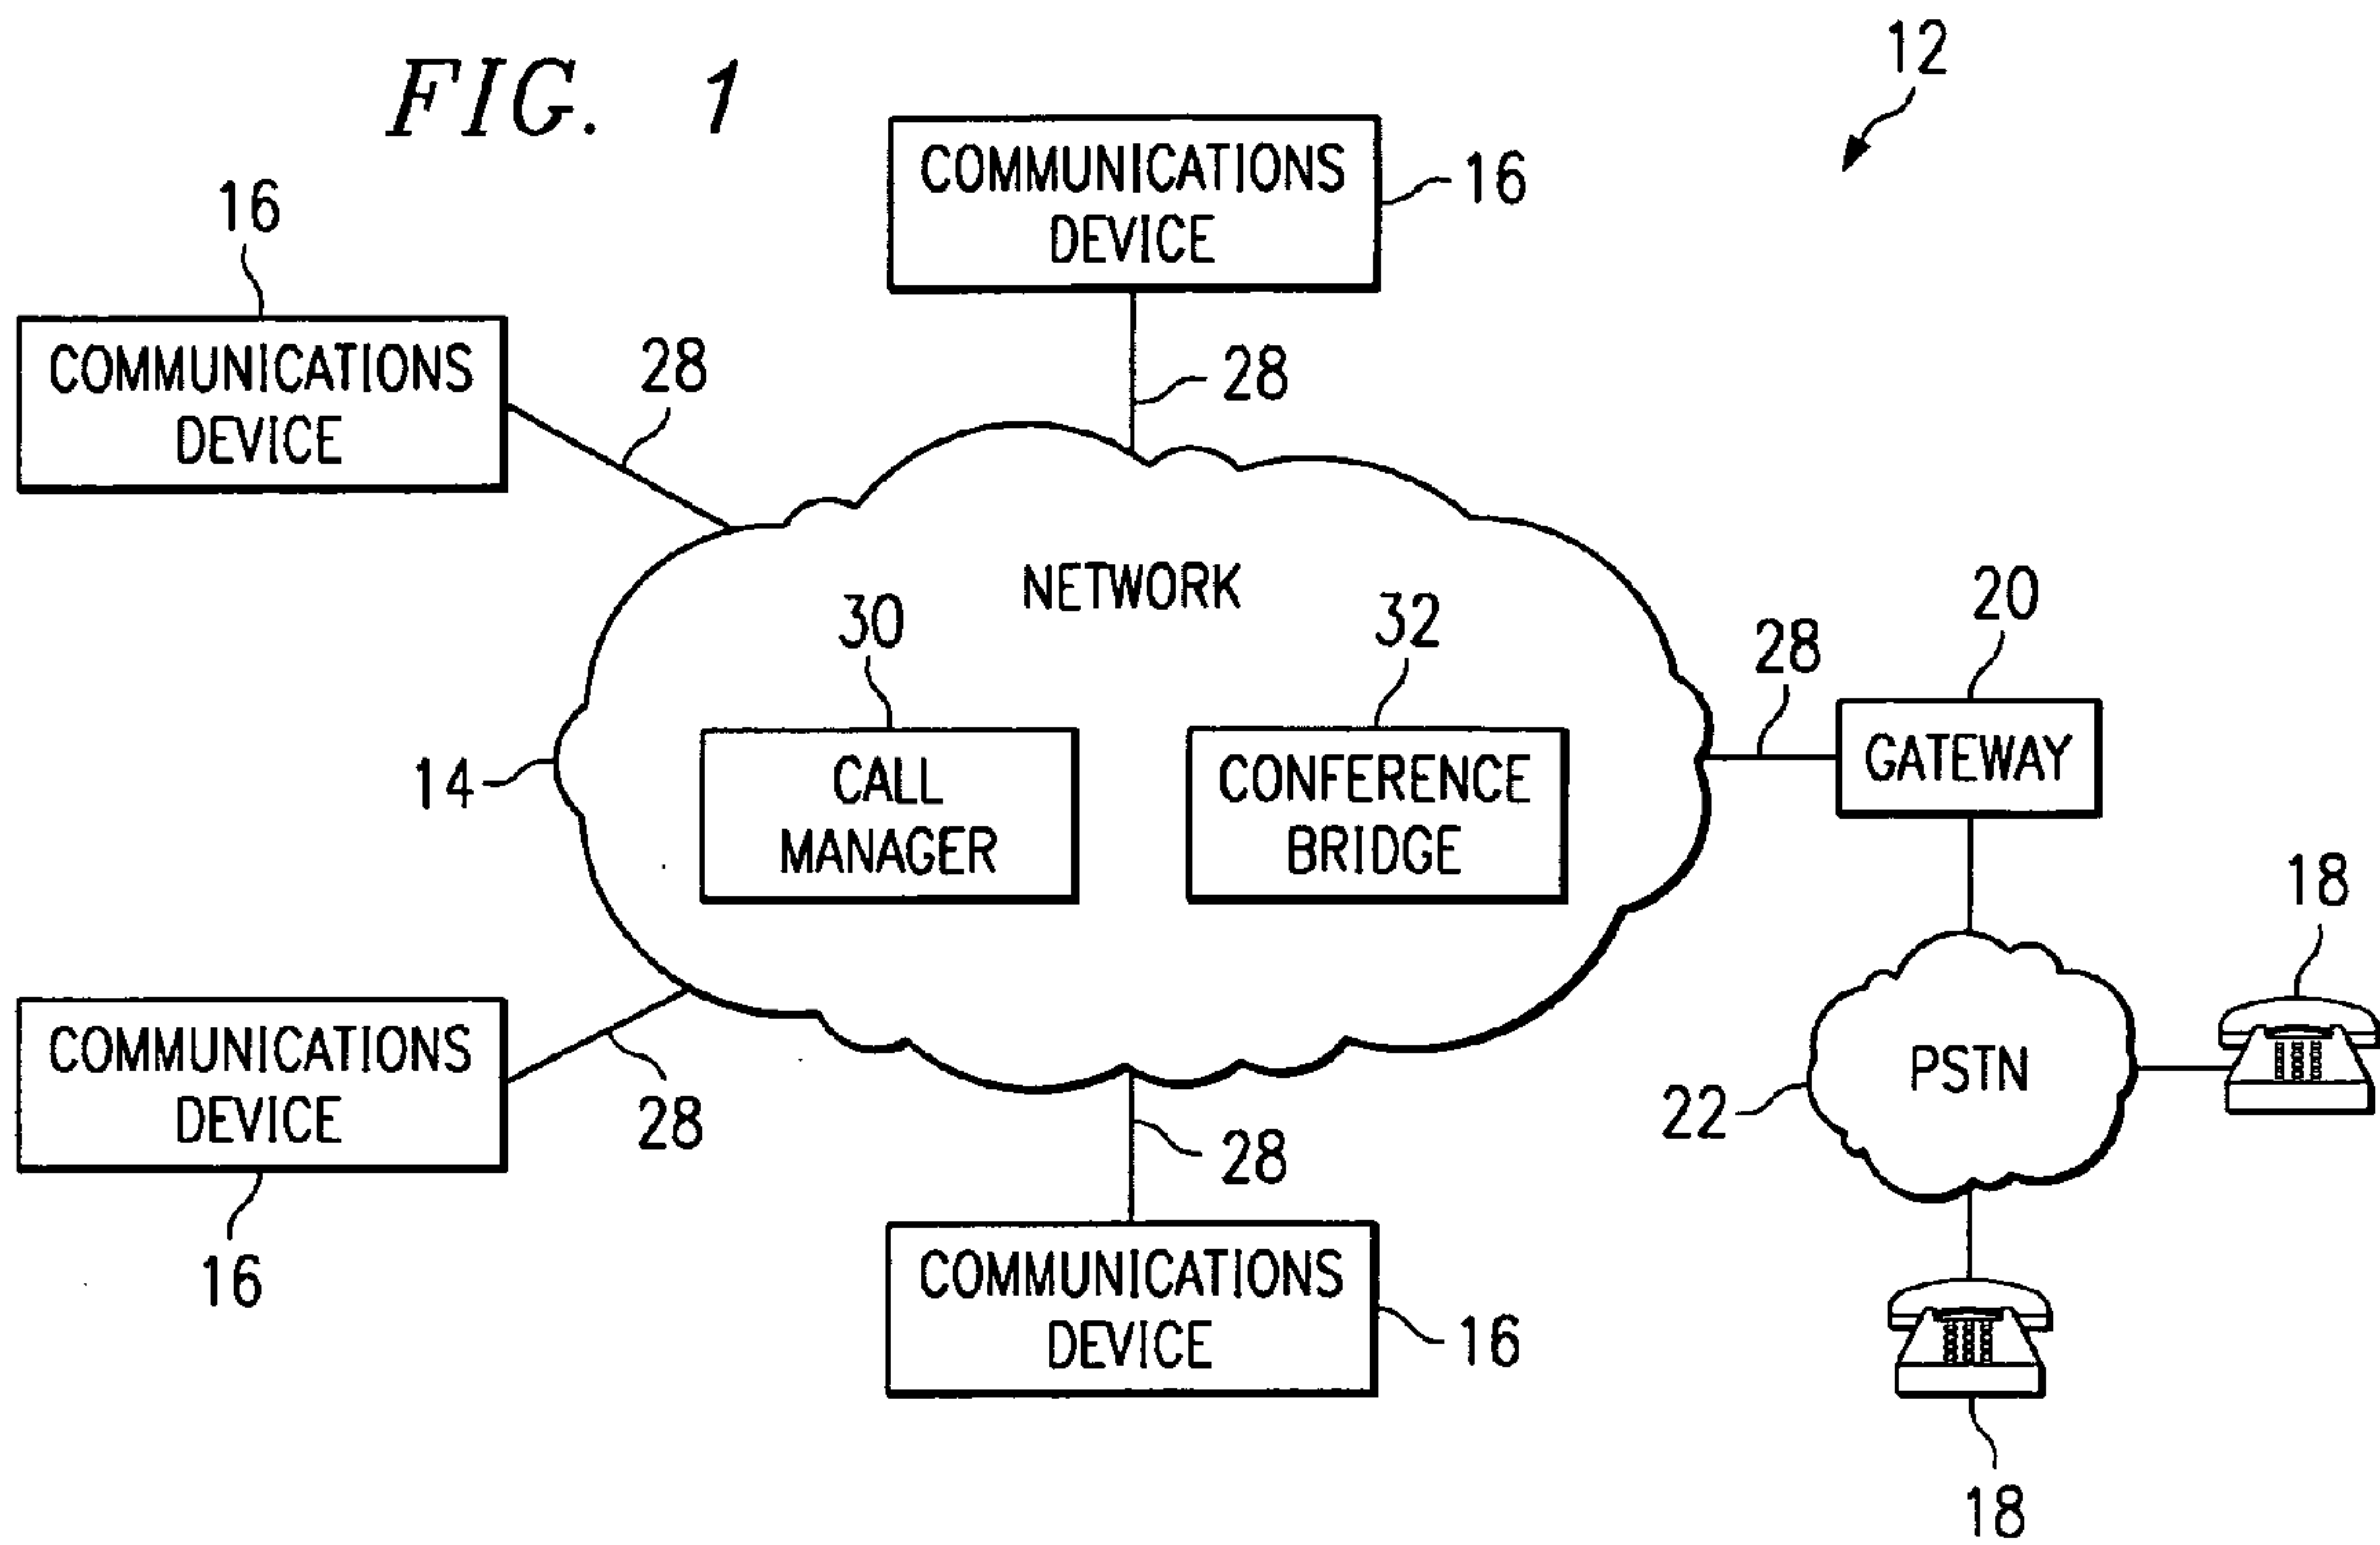 FIG. 1
12
COMMUNICATIONS
DEVICE
16
16
COMMUNICATIONS
DEVICE
28
28
NETWORK
30
32
CALL
MANAGER
CONFERENCE
BRIDGE
14
28
20
GATEWAY
18
PSTN
22
COMMUNICATIONS
DEVICE
28
16
28
COMMUNICATIONS
DEVICE
16
18